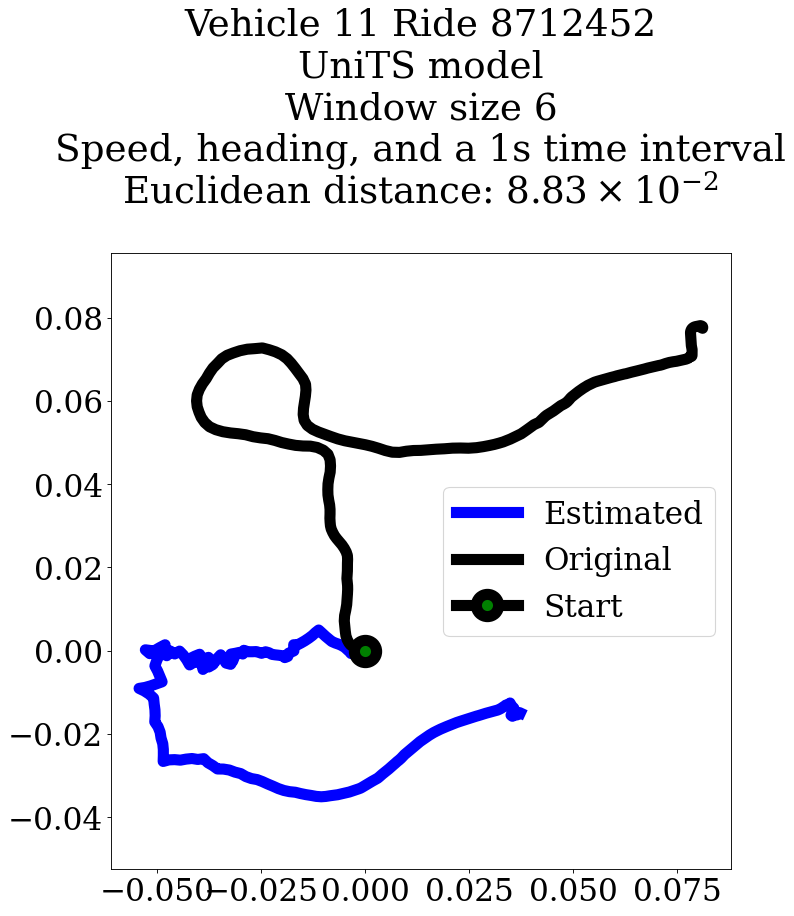 Vehicle 11 Ride 8712452
UniTS model
Window size 6
Speed, heading, and a 1s time interval
Euclidean distance: 8.83 × 10⁻²
0.08
0.06
0.04
0.02
0.00
−0.02
−0.04
Estimated
Original
Start
−0.050 −0.025 0.000 0.025 0.050 0.075